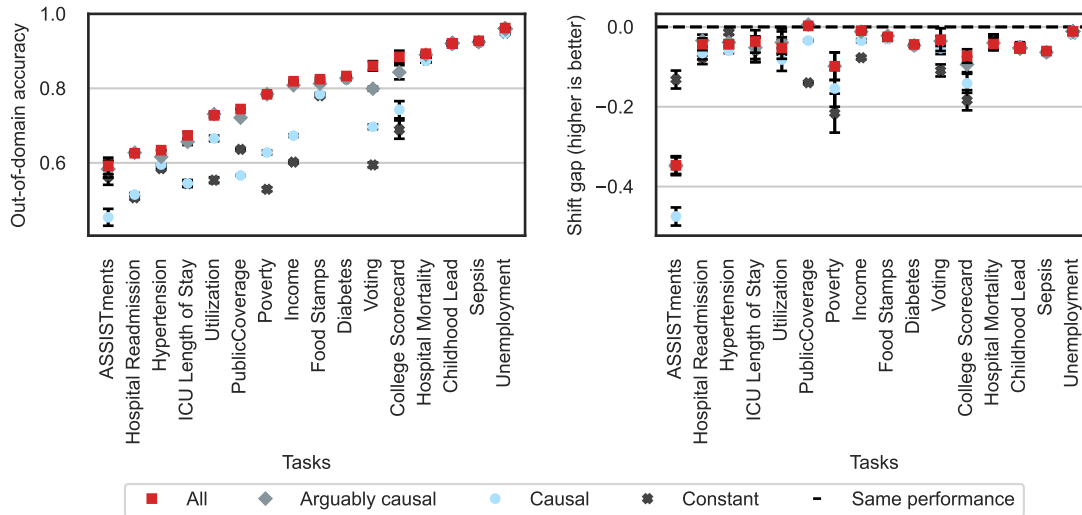 Out-of-domain accuracy
1.0
0.8
0.6
ASSISTments
Hospital Readmission
Hypertension
ICU Length of Stay
Utilization
PublicCoverage
Poverty
Income
Food Stamps
Diabetes
Voting
College Scorecard
Hospital Mortality
Childhood Lead
Sepsis
Unemployment
Tasks
Shift gap (higher is better)
0.0
−0.2
−0.4
ASSISTments
Hospital Readmission
Hypertension
ICU Length of Stay
Utilization
PublicCoverage
Poverty
Income
Food Stamps
Diabetes
Voting
College Scorecard
Hospital Mortality
Childhood Lead
Sepsis
Unemployment
Tasks
All Arguably causal Causal Constant Same performance